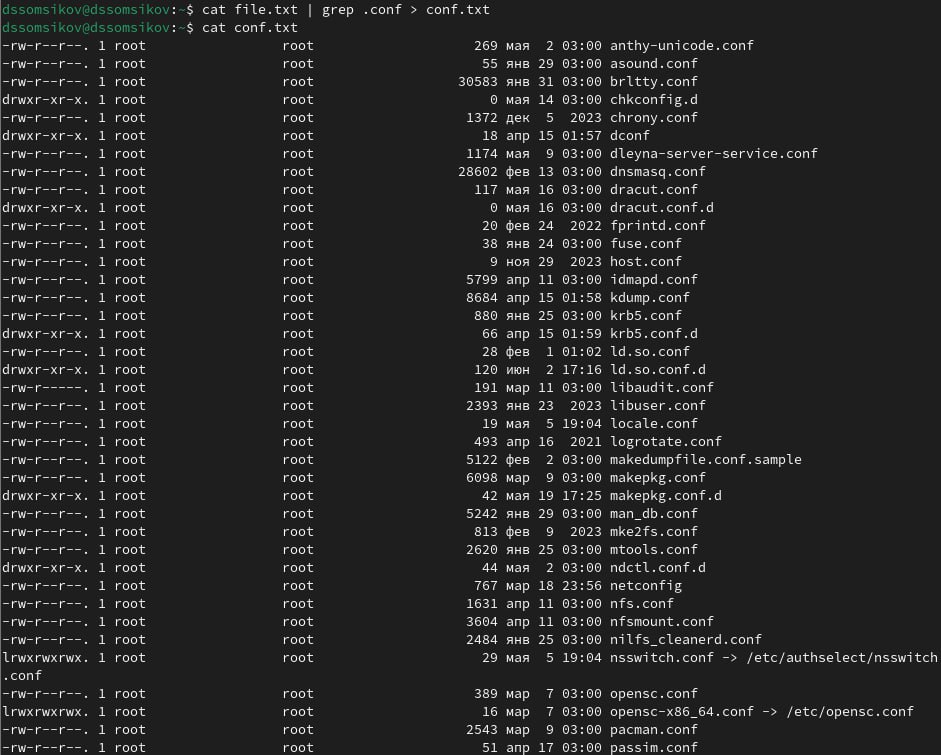 dssomsikov@dssomsikov:~$ cat file.txt | grep .conf > conf.txt
dssomsikov@dssomsikov:~$ cat conf.txt
-rw-r--r--. 1 root root 269 мая 2 03:00 anthy-unicode.conf
-rw-r--r--. 1 root root 55 янв 29 03:00 asound.conf
-rw-r--r--. 1 root root 30583 янв 31 03:00 brltty.conf
drwxr-xr-x. 1 root root 0 мая 14 03:00 chkconfig.d
-rw-r--r--. 1 root root 1372 дек 5 2023 chrony.conf
drwxr-xr-x. 1 root root 18 апр 15 01:57 dconf
-rw-r--r--. 1 root root 1174 мая 9 03:00 dleyna-server-service.conf
-rw-r--r--. 1 root root 28602 фев 13 03:00 dnsmasq.conf
-rw-r--r--. 1 root root 117 мая 16 03:00 dracut.conf
drwxr-xr-x. 1 root root 0 мая 16 03:00 dracut.conf.d
-rw-r--r--. 1 root root 20 фев 24 2022 fprintd.conf
-rw-r--r--. 1 root root 38 янв 24 03:00 fuse.conf
-rw-r--r--. 1 root root 9 ноя 29 2023 host.conf
-rw-r--r--. 1 root root 5799 апр 11 03:00 idmapd.conf
-rw-r--r--. 1 root root 8684 апр 15 01:58 kdump.conf
-rw-r--r--. 1 root root 880 янв 25 03:00 krb5.conf
drwxr-xr-x. 1 root root 66 апр 15 01:59 krb5.conf.d
-rw-r--r--. 1 root root 28 фев 1 01:02 ld.so.conf
drwxr-xr-x. 1 root root 120 июн 2 17:16 ld.so.conf.d
-rw-r-----. 1 root root 191 мар 11 03:00 libaudit.conf
-rw-r--r--. 1 root root 2393 янв 23 2023 libuser.conf
-rw-r--r--. 1 root root 19 мая 5 19:04 locale.conf
-rw-r--r--. 1 root root 493 апр 16 2021 logrotate.conf
-rw-r--r--. 1 root root 5122 фев 2 03:00 makedumpfile.conf.sample
-rw-r--r--. 1 root root 6098 мар 9 03:00 makepkg.conf
drwxr-xr-x. 1 root root 42 мая 19 17:25 makepkg.conf.d
-rw-r--r--. 1 root root 5242 янв 29 03:00 man_db.conf
-rw-r--r--. 1 root root 813 фев 9 2023 mke2fs.conf
-rw-r--r--. 1 root root 2620 янв 25 03:00 mtools.conf
drwxr-xr-x. 1 root root 44 мая 2 03:00 ndctl.conf.d
-rw-r--r--. 1 root root 767 мар 18 23:56 netconfig
-rw-r--r--. 1 root root 1631 апр 11 03:00 nfs.conf
-rw-r--r--. 1 root root 3604 апр 11 03:00 nfsmount.conf
-rw-r--r--. 1 root root 2484 янв 25 03:00 nilfs_cleanerd.conf
lrwxrwxrwx. 1 root root 29 мая 5 19:04 nsswitch.conf -> /etc/authselect/nsswitch
.conf
-rw-r--r--. 1 root root 389 мар 7 03:00 opensc.conf
lrwxrwxrwx. 1 root root 16 мар 7 03:00 opensc-x86_64.conf -> /etc/opensc.conf
-rw-r--r--. 1 root root 2543 мар 9 03:00 pacman.conf
-rw-r--r--. 1 root root 51 апр 17 03:00 passim.conf